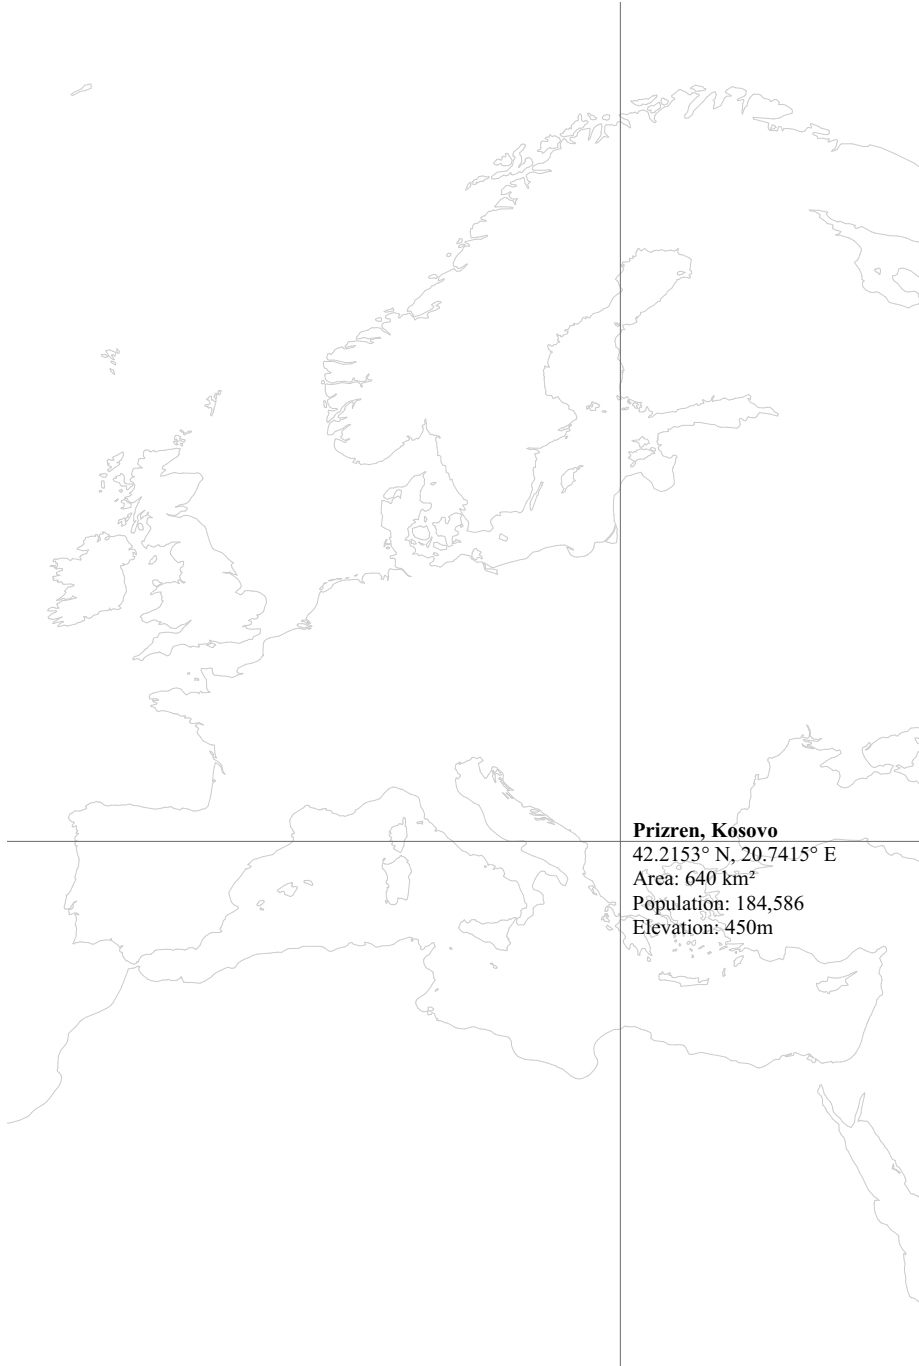 Prizren, Kosovo
42.2153° N, 20.7415° E
Area: 640 km²
Population: 184,586
Elevation: 450m